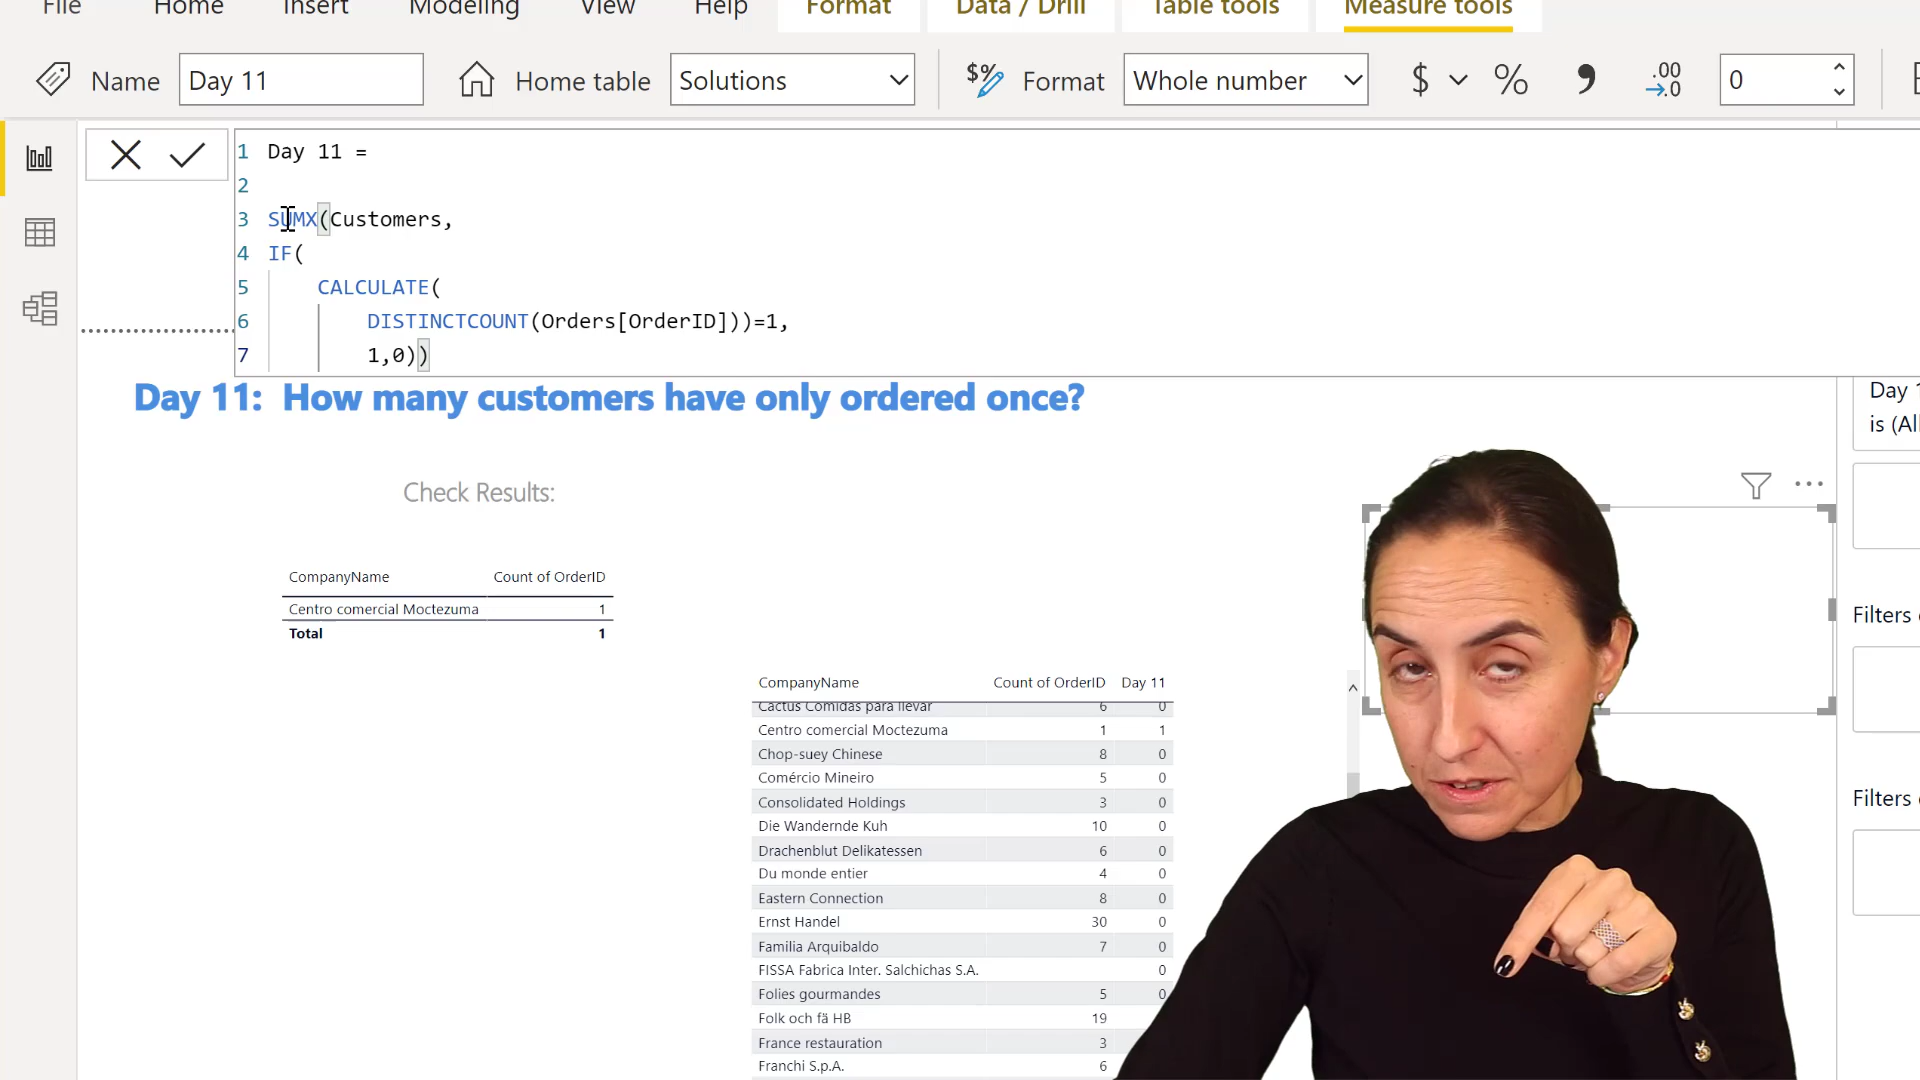 File Home Insert Modeling View Help Format Data / Drill Table tools Measure tools
Name Day 11 Home table Solutions Format Whole number $ % , .00 →.0 0
1 Day 11 =
2
3 SUMX(Customers,
4 IF(
5 CALCULATE(
6 DISTINCTCOUNT(Orders[OrderID]))=1,
7 1,0))
Day 11: How many customers have only ordered once?
Day 1
is (All
Check Results:
CompanyName Count of OrderID
Centro comercial Moctezuma 1
Total 1
Filters
Filters
CompanyName Count of OrderID Day 11
Cactus Comidas para llevar 6 0
Centro comercial Moctezuma 1 1
Chop-suey Chinese 8 0
Comércio Mineiro 5 0
Consolidated Holdings 3 0
Die Wandernde Kuh 10 0
Drachenblut Delikatessen 6 0
Du monde entier 4 0
Eastern Connection 8 0
Ernst Handel 30 0
Familia Arquibaldo 7 0
FISSA Fabrica Inter. Salchichas S.A. 0
Folies gourmandes 5 0
Folk och fä HB 19
France restauration 3
Franchi S.p.A. 6